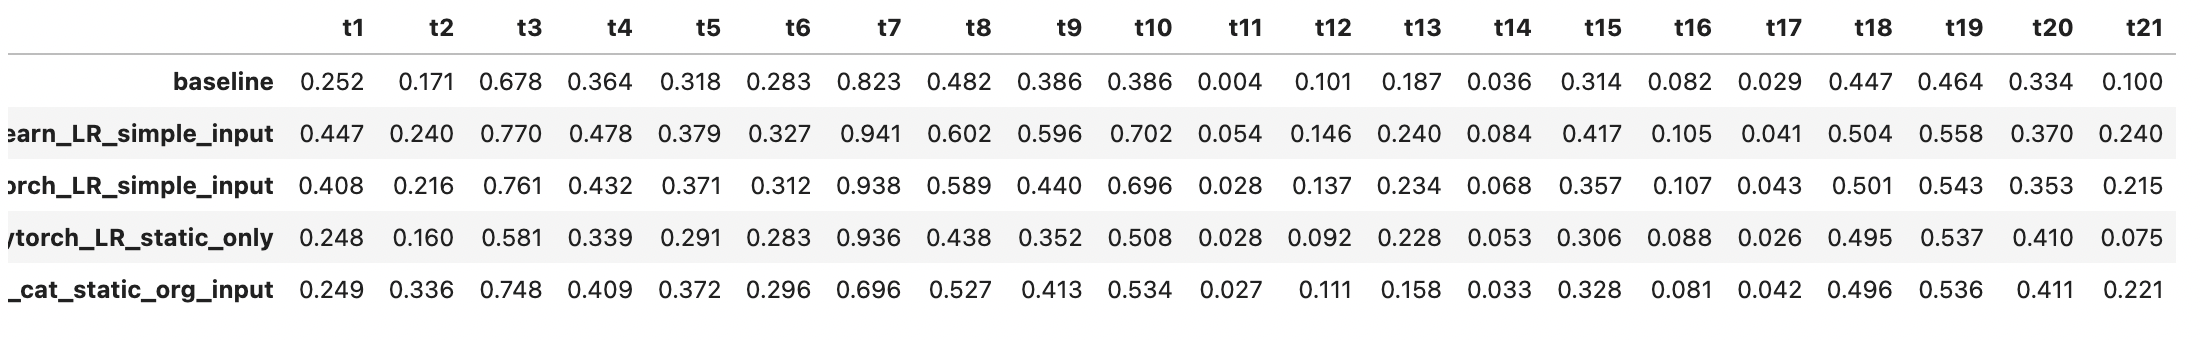 t1 t2 t3 t4 t5 t6 t7 t8 t9 t10 t11 t12 t13 t14 t15 t16 t17 t18 t19 t20 t21
baseline 0.252 0.171 0.678 0.364 0.318 0.283 0.823 0.482 0.386 0.386 0.004 0.101 0.187 0.036 0.314 0.082 0.029 0.447 0.464 0.334 0.100
earn_LR_simple_input 0.447 0.240 0.770 0.478 0.379 0.327 0.941 0.602 0.596 0.702 0.054 0.146 0.240 0.084 0.417 0.105 0.041 0.504 0.558 0.370 0.240
orch_LR_simple_input 0.408 0.216 0.761 0.432 0.371 0.312 0.938 0.589 0.440 0.696 0.028 0.137 0.234 0.068 0.357 0.107 0.043 0.501 0.543 0.353 0.215
ytorch_LR_static_only 0.248 0.160 0.581 0.339 0.291 0.283 0.936 0.438 0.352 0.508 0.028 0.092 0.228 0.053 0.306 0.088 0.026 0.495 0.537 0.410 0.075
_cat_static_org_input 0.249 0.336 0.748 0.409 0.372 0.296 0.696 0.527 0.413 0.534 0.027 0.111 0.158 0.033 0.328 0.081 0.042 0.496 0.536 0.411 0.221